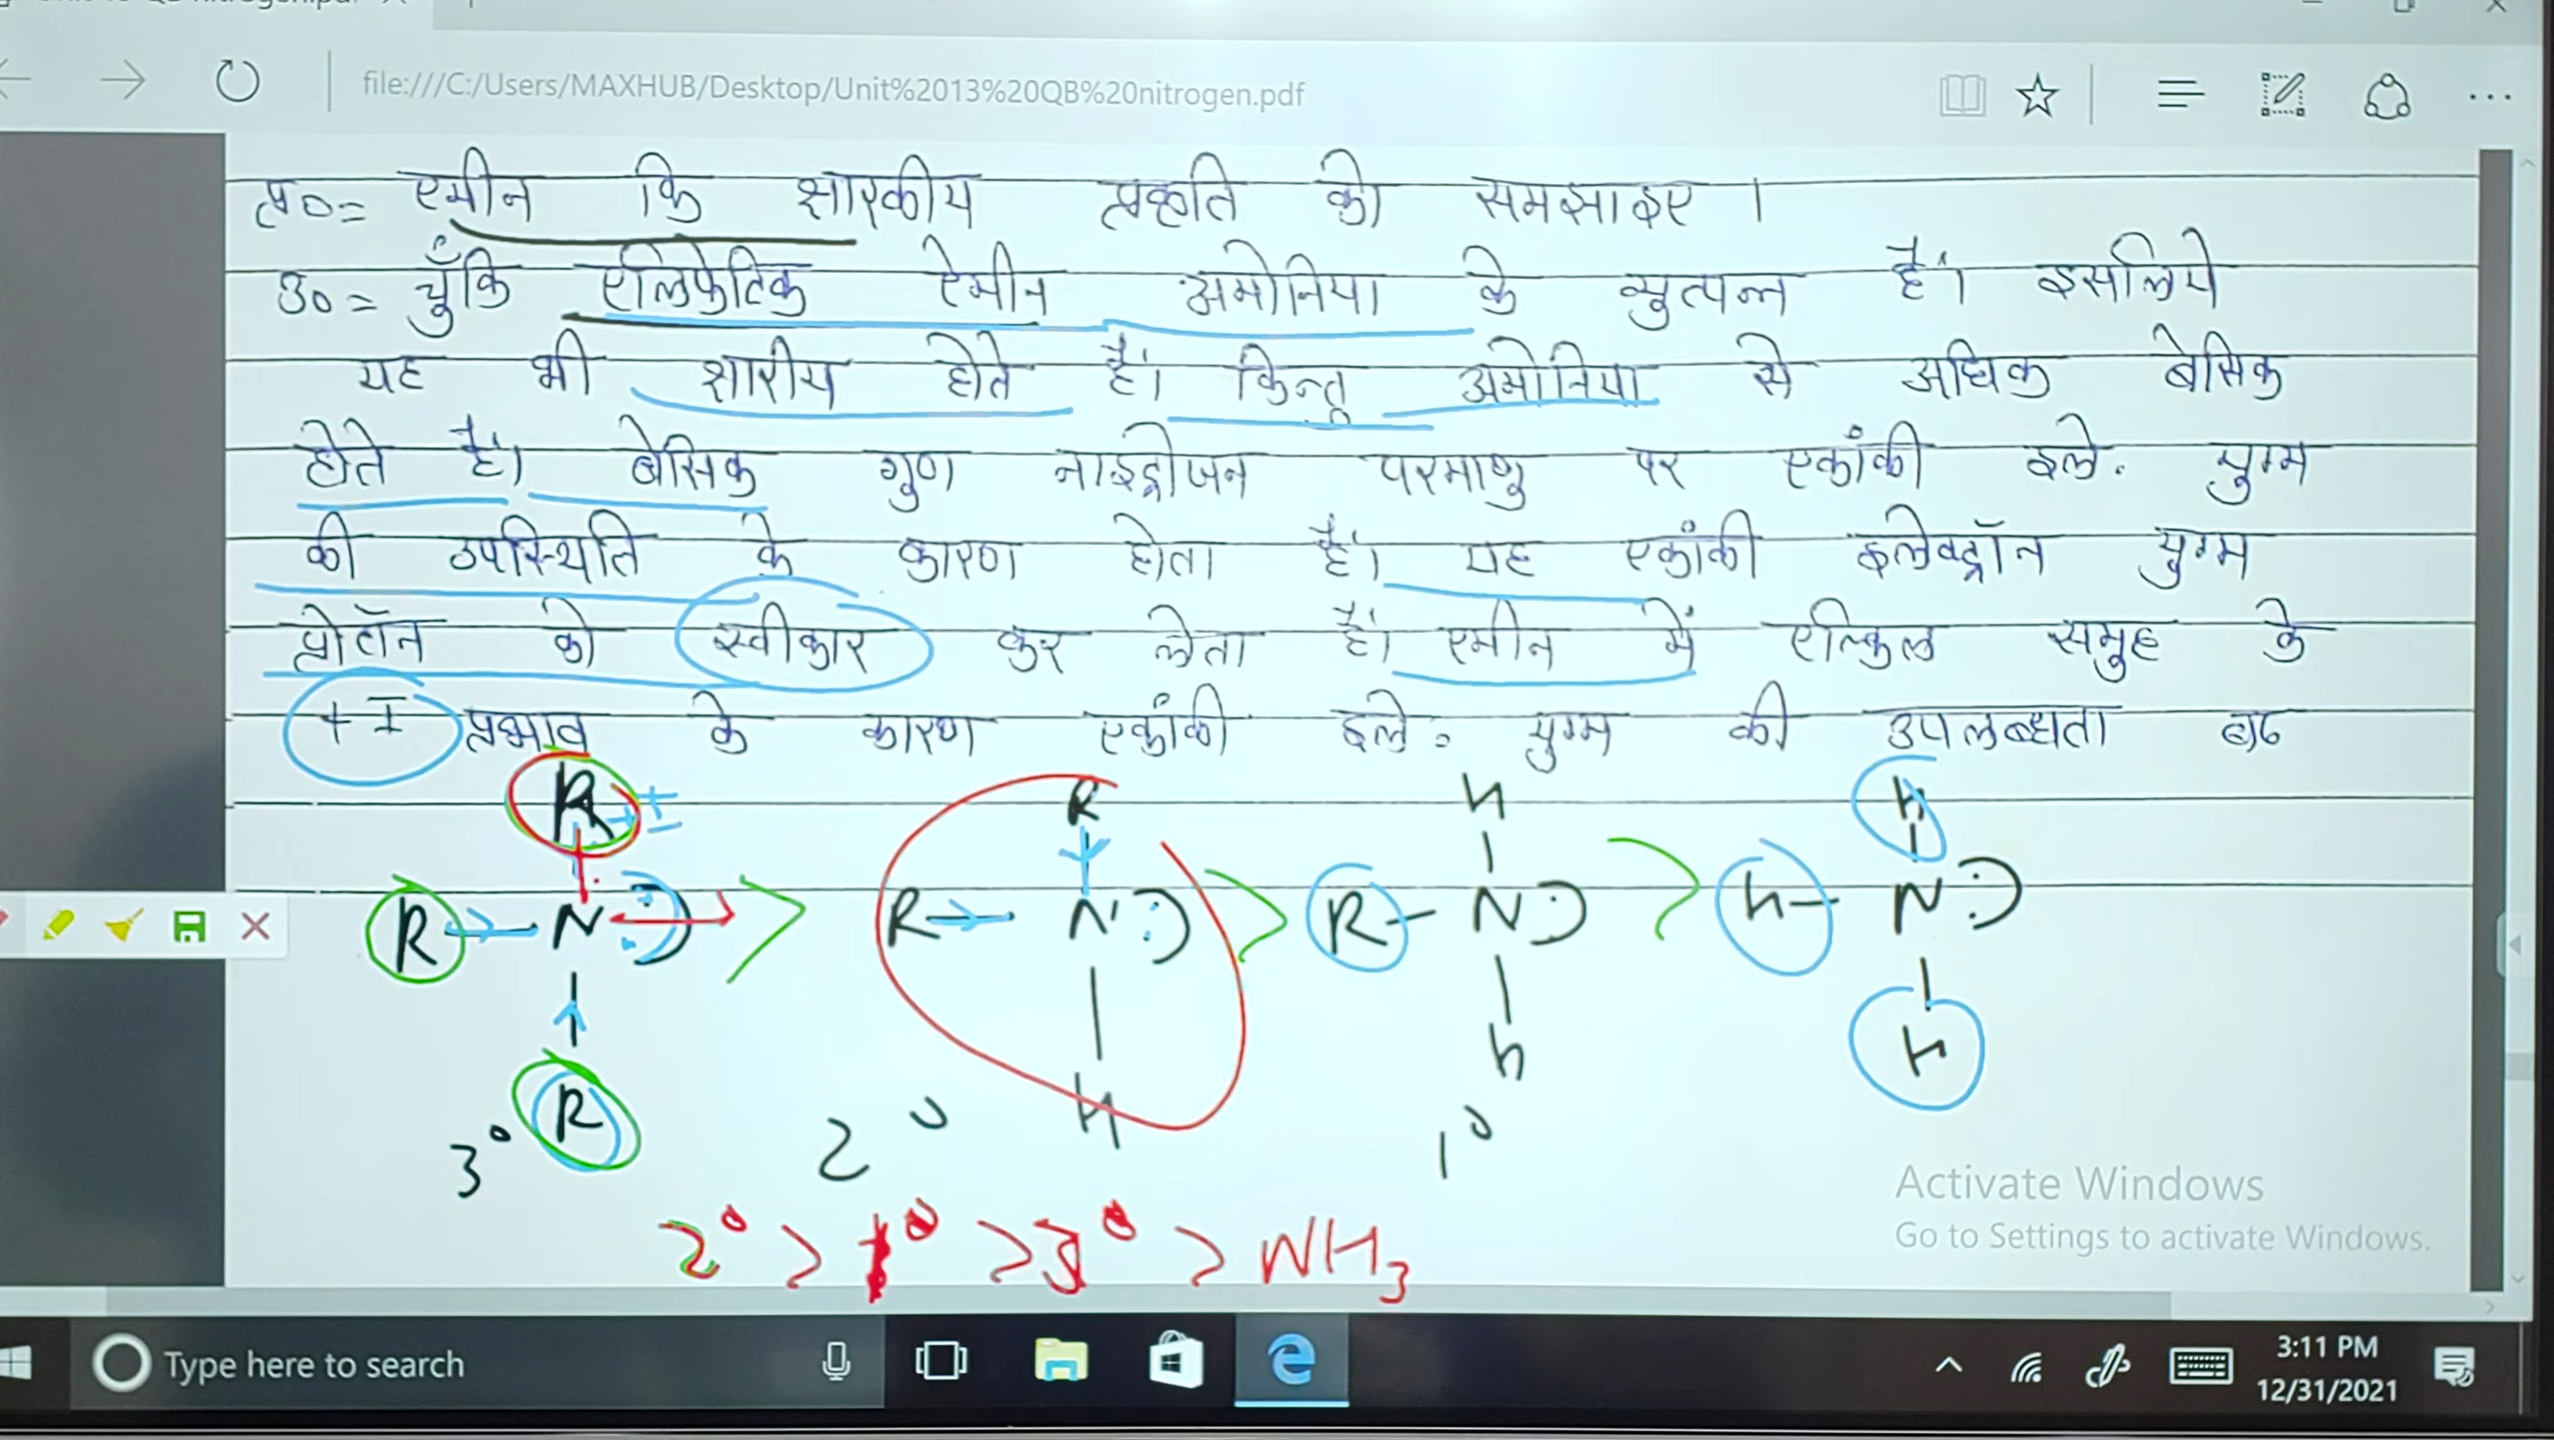 file:///C:/Users/MAXHUB/Desktop/Unit%2013%20QB%20nitrogen.pdf
प्र०= एमीन कि क्षारकीय प्रकृति को समझाइए ।
उ०= चुँकि एलिफेटिक ऐमीन अमोनिया के व्युत्पन्न हैं। इसलिये
यह भी क्षारीय होते हैं। किन्तू अमोनिया से अधिक बेसिक
होते हैं। बेसिक गुण नाइट्रोजन परमाणु पर एकांकी इले. युग्म
की उपस्थिति के कारण होता हैं। यह एकांकी इलेक्ट्रॉन युग्म
प्रोटॉन को स्वीकार कर लेता हैं। एमीन में एल्किल समुह के
+I प्रभाव के कारण एकांकी इले. युग्म की उपलब्धता बढ
R +I R H H
R N : > R N : > R - N : > H - N :
R H H H
3° 2° 1°
2° > 1° > 3° > NH3
Activate Windows
Go to Settings to activate Windows.
Type here to search
3:11 PM
12/31/2021